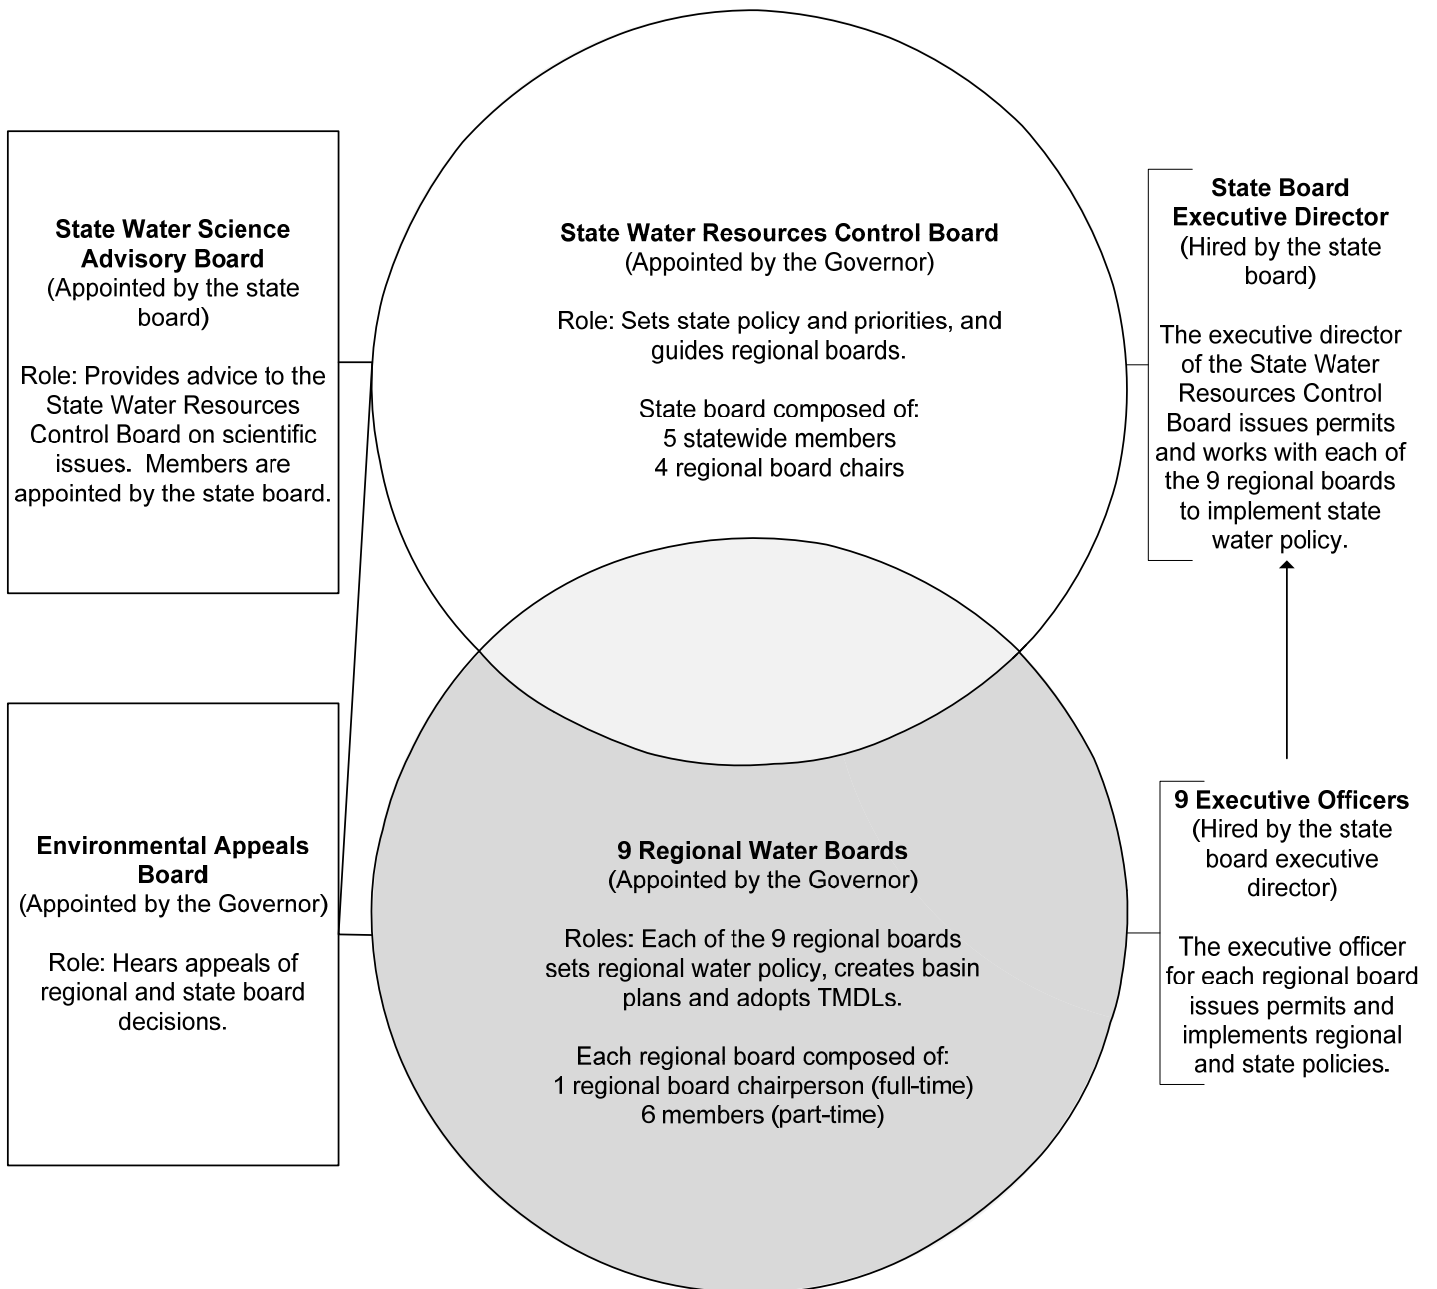 State Water Science
Advisory Board
(Appointed by the state
board)
Role: Provides advice to the
State Water Resources
Control Board on scientific
issues.  Members are
appointed by the state board.
State Water Resources Control Board
(Appointed by the Governor)
Role: Sets state policy and priorities, and
guides regional boards.
State board composed of:
5 statewide members
4 regional board chairs
State Board
Executive Director
(Hired by the state
board)
The executive director
of the State Water
Resources Control
Board issues permits
and works with each of
the 9 regional boards
to implement state
water policy.
Environmental Appeals
Board
(Appointed by the Governor)
Role: Hears appeals of
regional and state board
decisions.
9 Regional Water Boards
(Appointed by the Governor)
Roles: Each of the 9 regional boards
sets regional water policy, creates basin
plans and adopts TMDLs.
Each regional board composed of:
1 regional board chairperson (full-time)
6 members (part-time)
9 Executive Officers
(Hired by the state
board executive
director)
The executive officer
for each regional board
issues permits and
implements regional
and state policies.